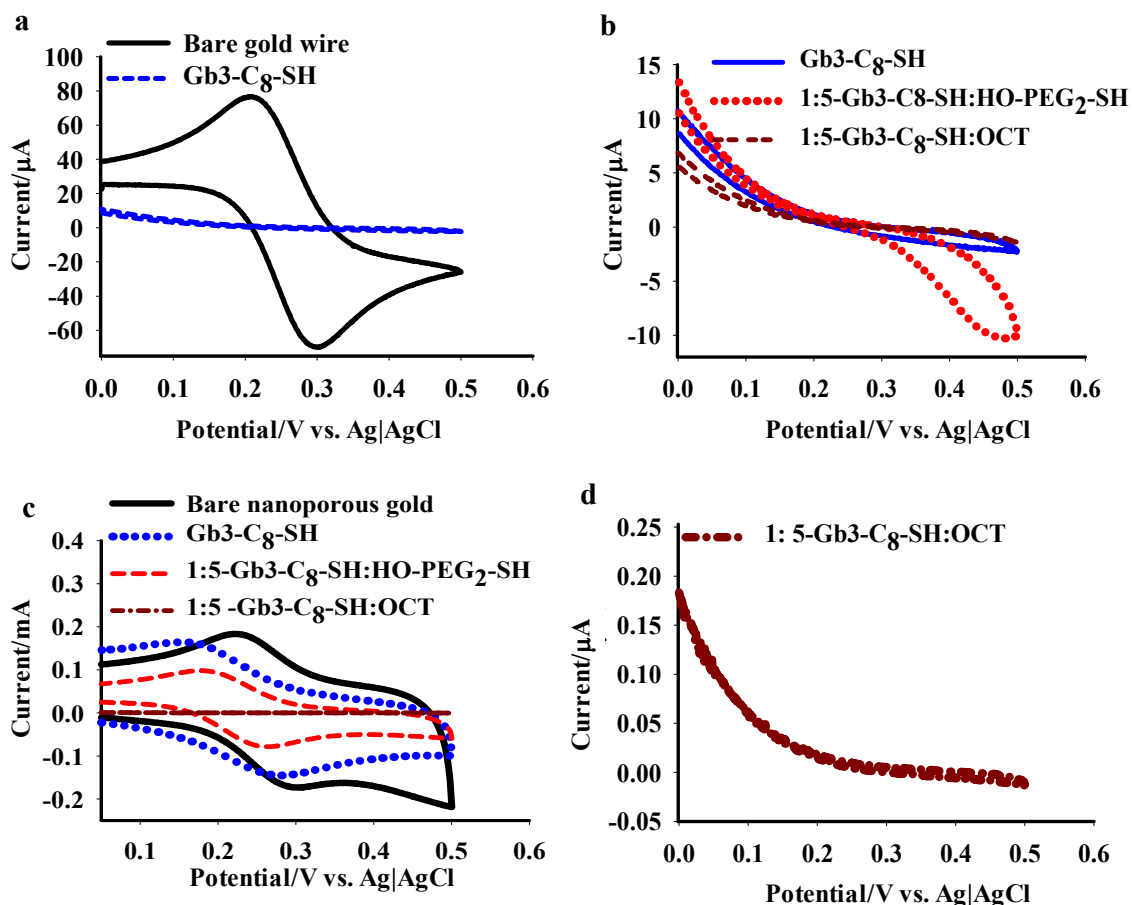 a
Bare gold wire
Gb3-C8-SH
100
80
60
40
20
0
-20
-40
-60
Current/µA
0.0 0.1 0.2 0.3 0.4 0.5 0.6
Potential/V vs. Ag|AgCl
b
Gb3-C8-SH
1:5-Gb3-C8-SH:HO-PEG2-SH
1:5-Gb3-C8-SH:OCT
15
10
5
0
-5
-10
Current/µA
0.0 0.1 0.2 0.3 0.4 0.5 0.6
Potential/V vs. Ag|AgCl
c
Bare nanoporous gold
Gb3-C8-SH
1:5-Gb3-C8-SH:HO-PEG2-SH
1:5 -Gb3-C8-SH:OCT
0.4
0.3
0.2
0.1
0.0
-0.1
-0.2
Current/mA
0.1 0.2 0.3 0.4 0.5 0.6
Potential/V vs. Ag|AgCl
d
1: 5-Gb3-C8-SH:OCT
0.25
0.20
0.15
0.10
0.05
0.00
-0.05
Current/µA
0.0 0.1 0.2 0.3 0.4 0.5 0.6
Potential/V vs. Ag|AgCl